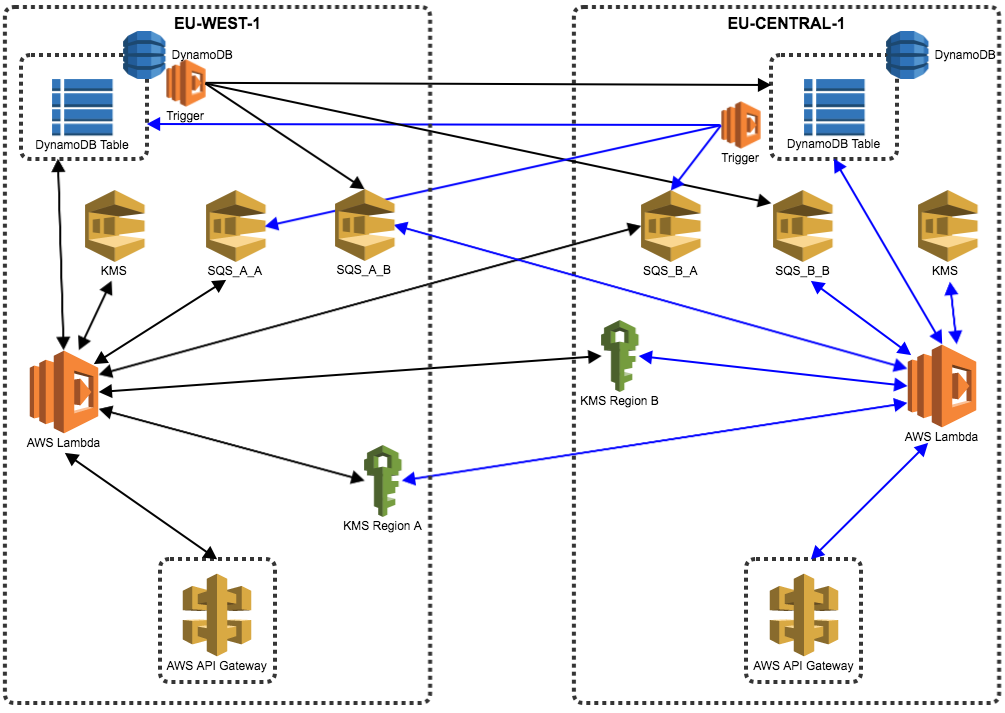 EU-WEST-1
DynamoDB
Trigger
DynamoDB Table
KMS
SQS_A_A
SQS_A_B
AWS Lambda
KMS Region A
AWS API Gateway
EU-CENTRAL-1
DynamoDB
DynamoDB Table
Trigger
SQS_B_A
SQS_B_B
KMS
KMS Region B
AWS Lambda
AWS API Gateway